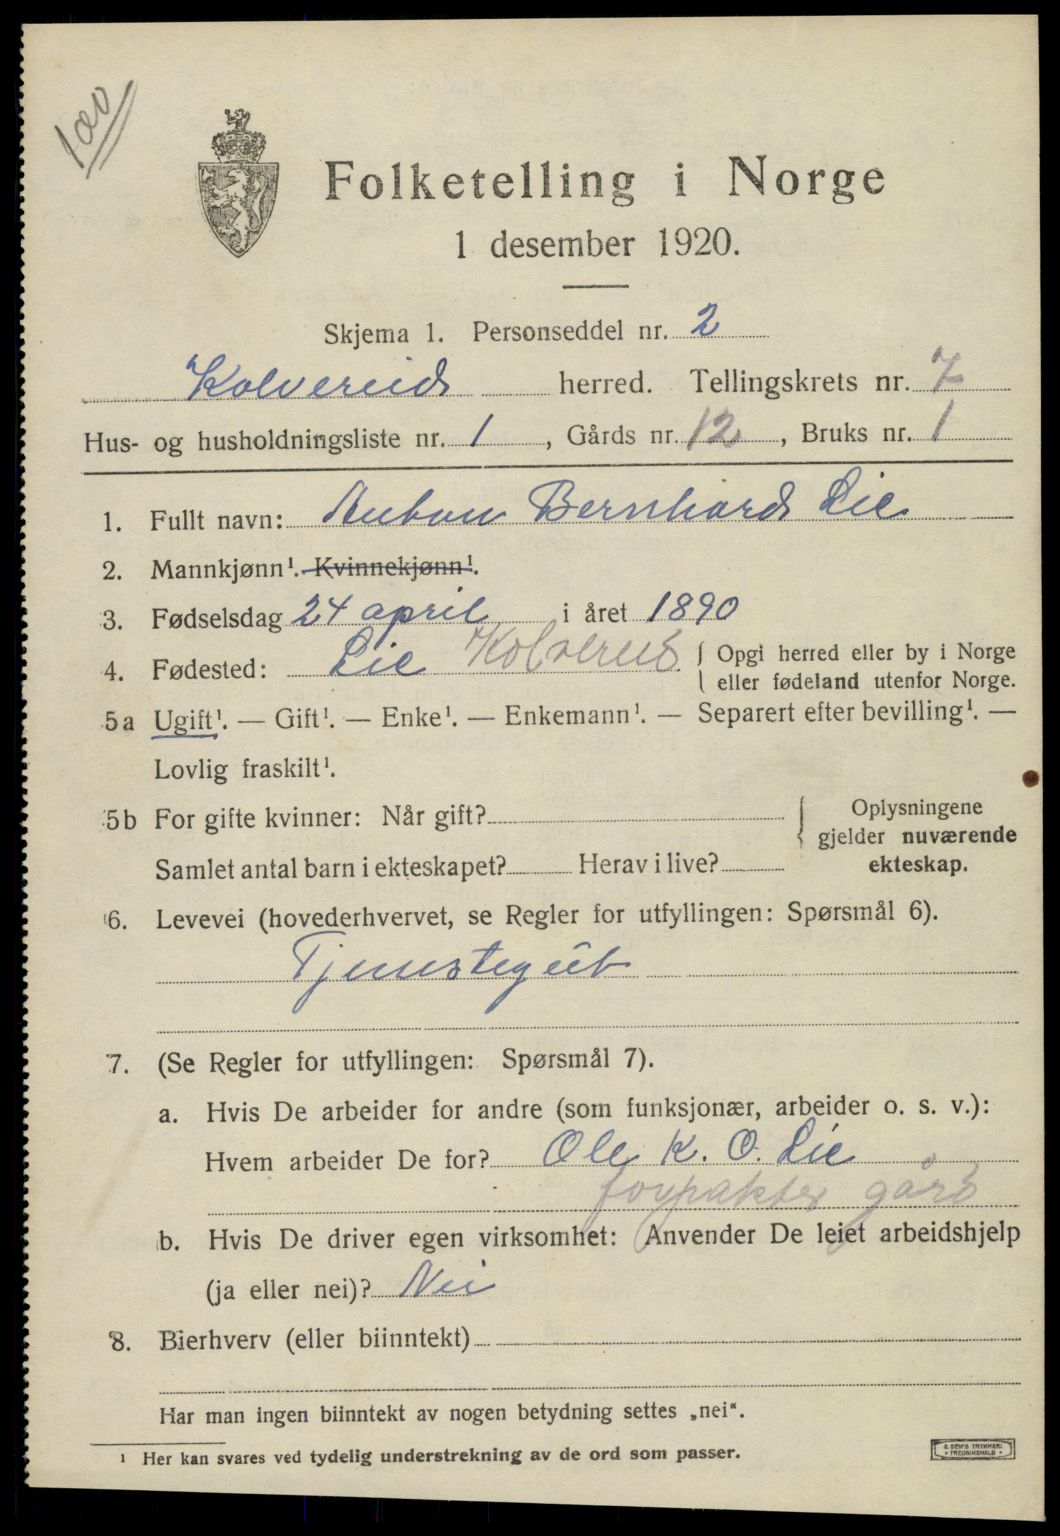 100
Folketelling i Norge
1 desember 1920.
Skjema 1. Personseddel nr. 2
Kolvereid herred. Tellingskrets nr. 7
Hus- og husholdningsliste nr. 1, Gårds nr. 12, Bruks nr. 1
1. Fullt navn: Anton Bernhard Lie
2. Mannkjønn¹. Kvinnekjønn¹.
3. Fødselsdag 24 april i året 1890
4. Fødested: Lie Kolvereid { Opgi herred eller by i Norge
eller fødeland utenfor Norge.
5a Ugift¹. — Gift¹. — Enke¹. — Enkemann¹. — Separert efter bevilling¹. —
Lovlig fraskilt¹.
5b For gifte kvinner: Når gift? { Oplysningene
gjelder nuværende
Samlet antal barn i ekteskapet? Herav i live? ekteskap.
6. Levevei (hovederhvervet, se Regler for utfyllingen: Spørsmål 6).
Tjenstegut
7. (Se Regler for utfyllingen: Spørsmål 7).
a. Hvis De arbeider for andre (som funksjonær, arbeider o. s. v.):
Hvem arbeider De for? Ole K. O. Lie
forpakter gård
b. Hvis De driver egen virksomhet: Anvender De leiet arbeidshjelp
(ja eller nei)? Nei
8. Bierhverv (eller biinntekt)
Har man ingen biinntekt av nogen betydning settes „nei“.
¹ Her kan svares ved tydelig understrekning av de ord som passer.
E. SEM'S TRYKKERI
FREDRIKSHALD